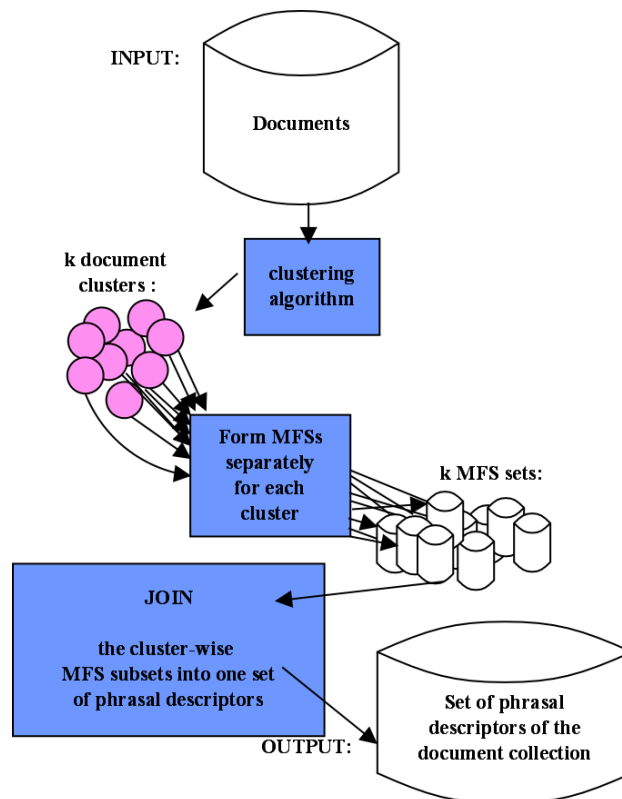 INPUT:
Documents
clustering
algorithm
k document
clusters :
Form MFSs
separately
for each
cluster
k MFS sets:
JOIN
the cluster-wise
MFS subsets into one set
of phrasal descriptors
OUTPUT:
Set of phrasal
descriptors of the
document collection